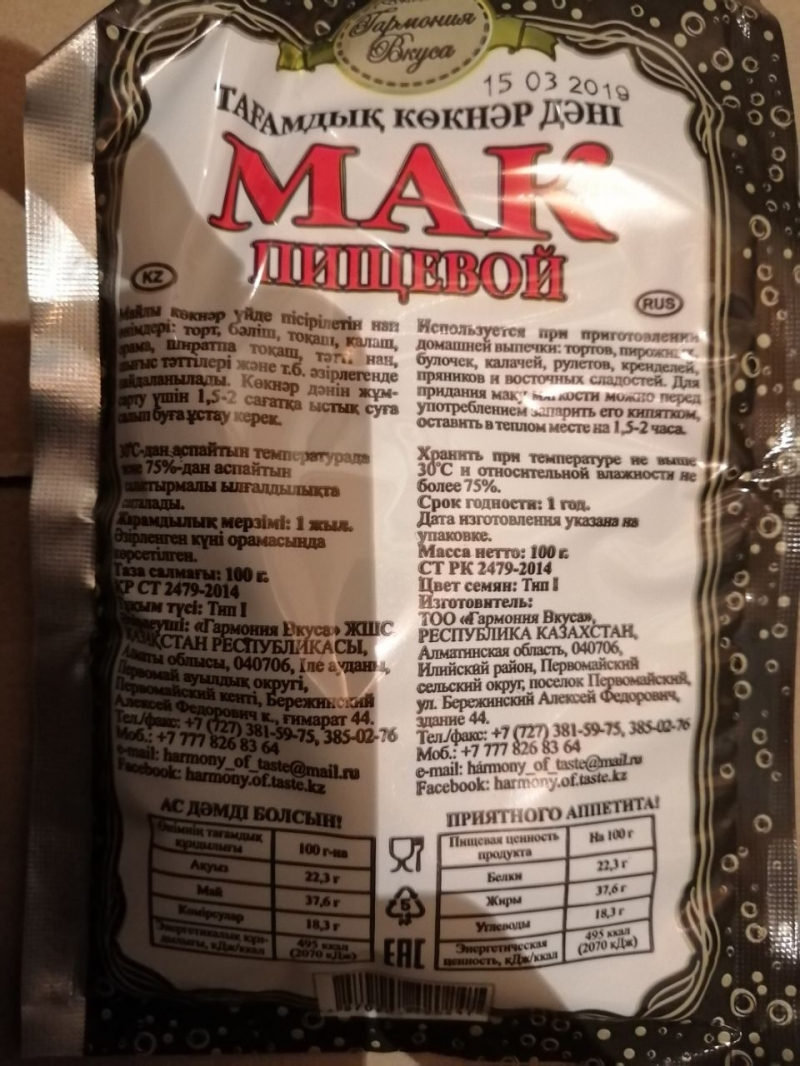 Гармония
Вкуса
15 03 2019
ТАҒАМДЫҚ КӨКНӘР ДӘНІ
МАК
ПИЩЕВОЙ
KZ
Майлы көкнәр үйде пісірілетін нан
өнімдері: торт, бәліш, тоқаш, қалаш,
орама, тоқаш, нан,
шығыс тәттілері және т.б. әзірлегенде
пайдаланылады. Көкнәр дәнін жұм-
сарту үшін 1,5-2 сағатқа ыстық суға
салып буға ұстау керек.
30°С-дан аспайтын температурада
және 75%-дан аспайтын
салыстырмалы ылғалдылықта
сақталады.
Жарамдылық мерзімі: 1 жыл.
Әзірленген күні орамасында
көрсетілген.
Таза салмағы: 100 г.
ҚР СТ 2479-2014
Тұқым түсі: Тип I
Өндіруші: «Гармония Вкуса» ЖШС
ҚАЗАҚСТАН РЕСПУБЛИКАСЫ,
Алматы облысы, 040706, Іле ауданы,
Первомай ауылдық округі,
Первомайский кенті, Бережинский
Алексей Федорович к., ғимарат 44.
Тел./факс: +7 (727) 381-59-75, 385-02-76
Моб.: +7 777 826 83 64
e-mail: harmony_of_taste@mail.ru
Facebook: harmony.of.taste.kz
АС ДӘМДІ БОЛСЫН!
Өнімнің тағамдық
құндылығы
100 г-на
Ақуыз
22,3 г
Май
37,6 г
Көмірсулар
18,3 г
Энергетикалық құн-
дылығы, кДж/ккал
495 ккал
(2070 кДж)
RUS
Используется при приготовлении
домашней выпечки: тортов, пирожных,
булочек, калачей, рулетов, кренделей,
пряников и восточных сладостей. Для
придания маку мягкости можно перед
употреблением запарить его кипятком,
оставить в теплом месте на 1,5-2 часа.
Хранить при температуре не выше
30°С и относительной влажности не
более 75%.
Срок годности: 1 год.
Дата изготовления указана на
упаковке.
Масса нетто: 100 г.
СТ РК 2479-2014
Цвет семян: Тип I
Изготовитель:
ТОО «Гармония Вкуса»,
РЕСПУБЛИКА КАЗАХСТАН,
Алматинская область, 040706,
Илийский район, Первомайский
сельский округ, поселок Первомайский,
ул. Бережинский Алексей Федорович,
здание 44.
Тел./факс: +7 (727) 381-59-75, 385-02-76
Моб.: +7 777 826 83 64
e-mail: harmony_of_taste@mail.ru
Facebook: harmony.of.taste.kz
ПРИЯТНОГО АППЕТИТА!
Пищевая ценность
продукта
На 100 г
Белки
22,3 г
Жиры
37,6 г
Углеводы
18,3 г
Энергетическая
ценность, кДж/ккал
495 ккал
(2070 кДж)
5
EAC